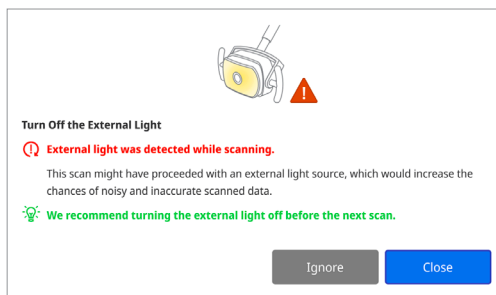 Turn Off the External Light
External light was detected while scanning.
This scan might have proceeded with an external light source, which would increase the
chances of noisy and inaccurate scanned data.
We recommend turning the external light off before the next scan.
Ignore Close